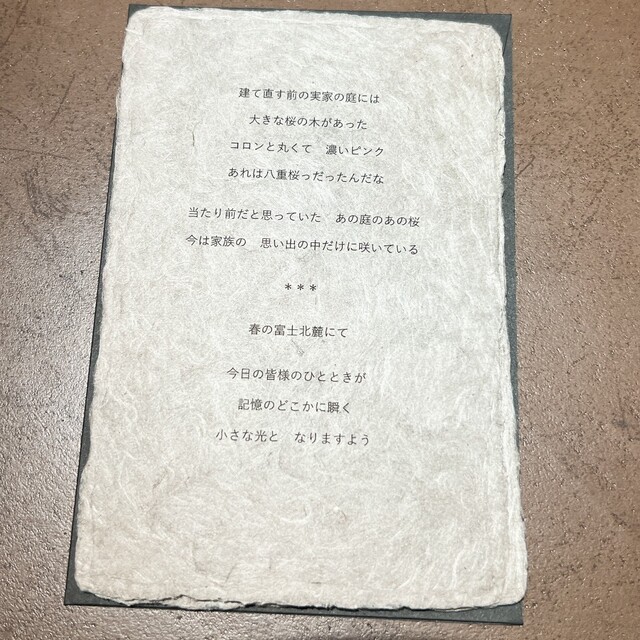 建て直す前の実家の庭には
大きな桜の木があった
コロンと丸くて　濃いピンク
あれは八重桜っだったんだな
当たり前だと思っていた　あの庭のあの桜
今は家族の　思い出の中だけに咲いている
***
春の富士北麓にて
今日の皆様のひとときが
記憶のどこかに瞬く
小さな光と　なりますよう